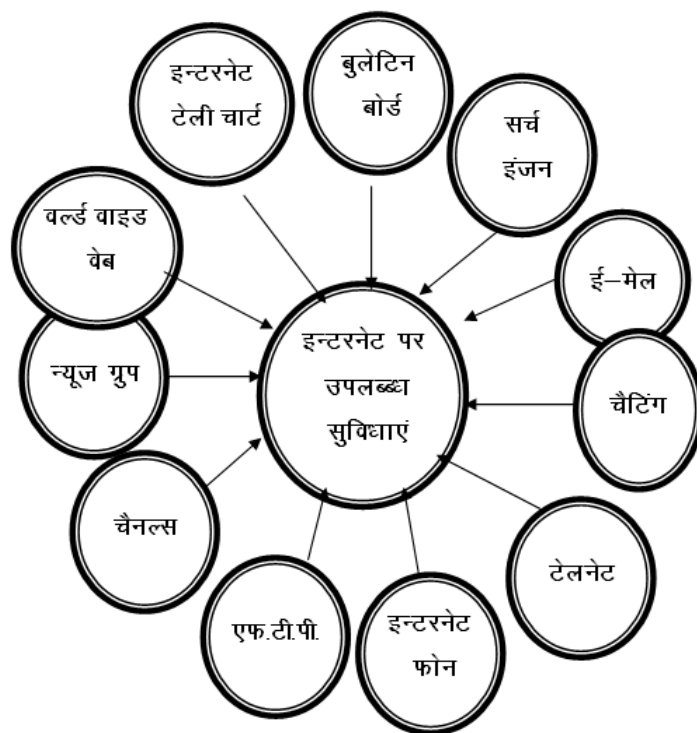 इन्टरनेट
टेली चार्ट
बुलेटिन
बोर्ड
सर्च
इंजन
वर्ल्ड वाइड
वेब
ई–मेल
इन्टरनेट पर
उपलब्ब्ध
सुविधाएं
न्यूज ग्रुप
चैटिंग
चैनल्स
टेलनेट
एफ.टी.पी.
इन्टरनेट
फोन